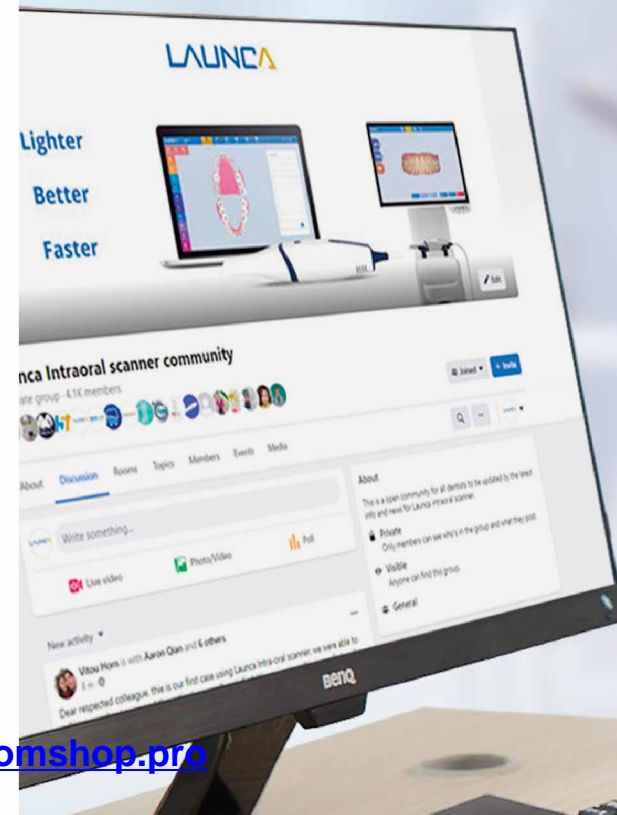 LAUNCA
Lighter
Better
Faster
Edit
nca Intraoral scanner community
ate group · 4.1K members
Joined
+ Invite
About
Discussion
Rooms
Topics
Members
Events
Media
Write something...
Live video
Photo/Video
Poll
About
This is a open community for all dentists to be updated by the latest
info and news for Launca intraoral scanner.
Private
Only members can see who's in the group and what they post.
Visible
Anyone can find this group.
General
New activity
Vitou Horn is with Aaron Qian and 6 others.
Dear respected colleague, this is our first case using Launca Intra-oral scanner, we were able to
BenQ
omshop.pro